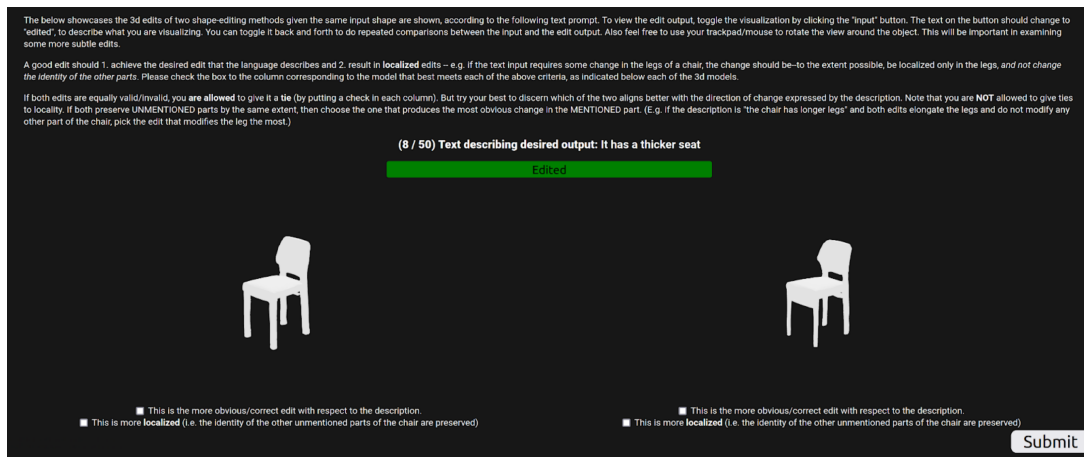 The below showcases the 3d edits of two shape-editing methods given the same input shape are shown, according to the following text prompt. To view the edit output, toggle the visualization by clicking the "input" button. The text on the button should change to
"edited", to describe what you are visualizing. You can toggle it back and forth to do repeated comparisons between the input and the edit output. Also feel free to use your trackpad/mouse to rotate the view around the object. This will be important in examining
some more subtle edits.
A good edit should 1. achieve the desired edit that the language describes and 2. result in localized edits -- e.g. if the text input requires some change in the legs of a chair, the change should be--to the extent possible, be localized only in the legs, and not change
the identity of the other parts. Please check the box to the column corresponding to the model that best meets each of the above criteria, as indicated below each of the 3d models.
If both edits are equally valid/invalid, you are allowed to give it a tie (by putting a check in each column). But try your best to discern which of the two aligns better with the direction of change expressed by the description. Note that you are NOT allowed to give ties
to locality. If both preserve UNMENTIONED parts by the same extent, then choose the one that produces the most obvious change in the MENTIONED part. (E.g. if the description is "the chair has longer legs" and both edits elongate the legs and do not modify any
other part of the chair, pick the edit that modifies the leg the most.)
(8 / 50) Text describing desired output: It has a thicker seat
Edited
This is the more obvious/correct edit with respect to the description.
This is more localized (i.e. the identity of the other unmentioned parts of the chair are preserved)
This is the more obvious/correct edit with respect to the description.
This is more localized (i.e. the identity of the other unmentioned parts of the chair are preserved)
Submit